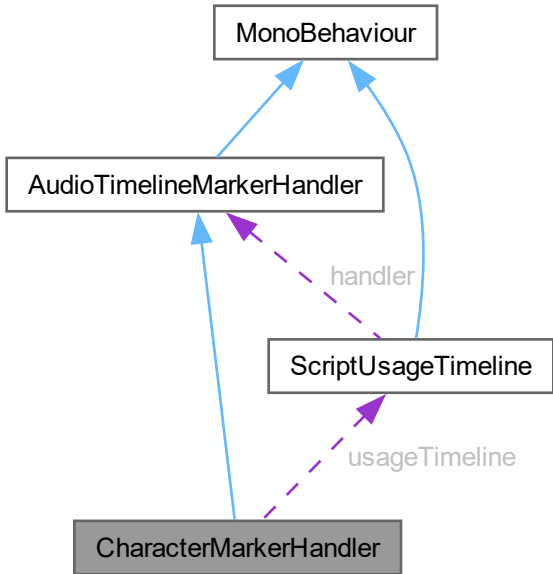 MonoBehaviour
AudioTimelineMarkerHandler
handler
ScriptUsageTimeline
usageTimeline
CharacterMarkerHandler